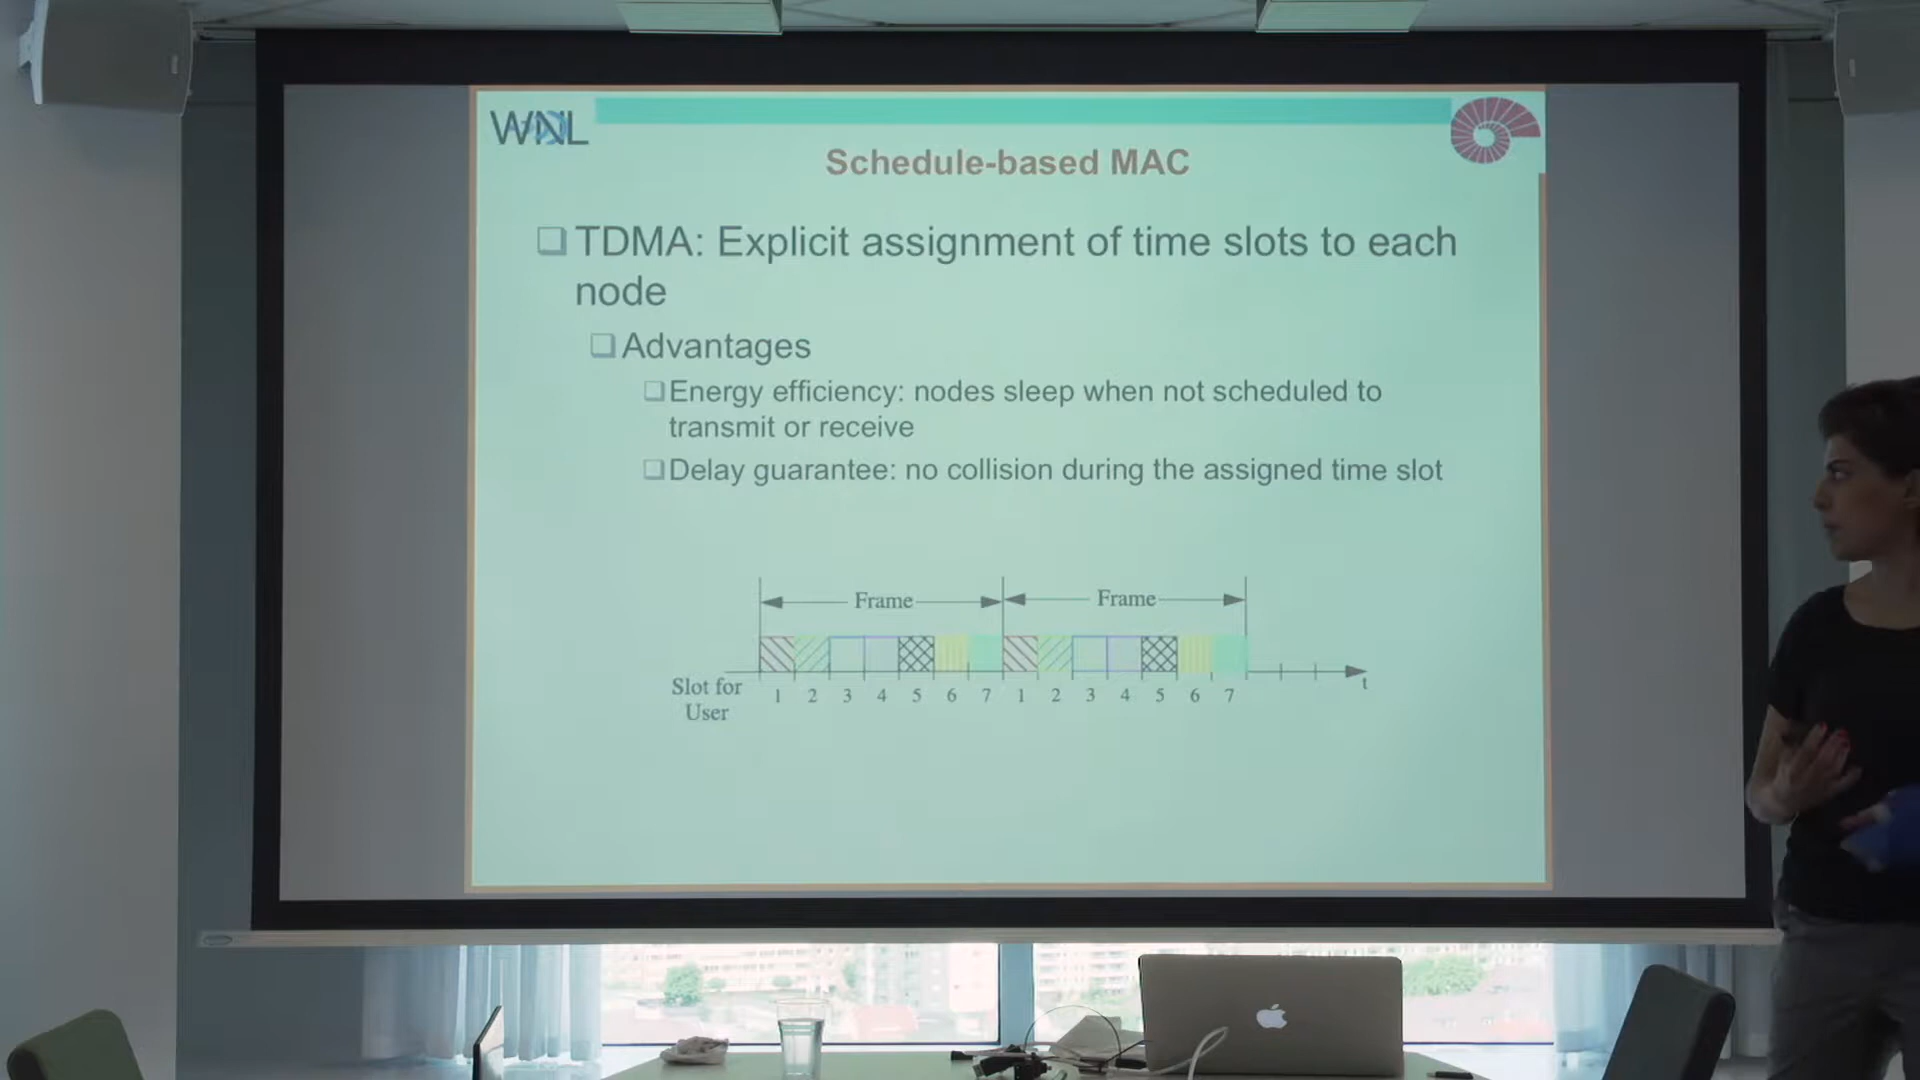 WNL
Schedule-based MAC
TDMA: Explicit assignment of time slots to each
node
Advantages
Energy efficiency: nodes sleep when not scheduled to
transmit or receive
Delay guarantee: no collision during the assigned time slot
Frame Frame
Slot for
User
1 2 3 4 5 6 7 1 2 3 4 5 6 7
t